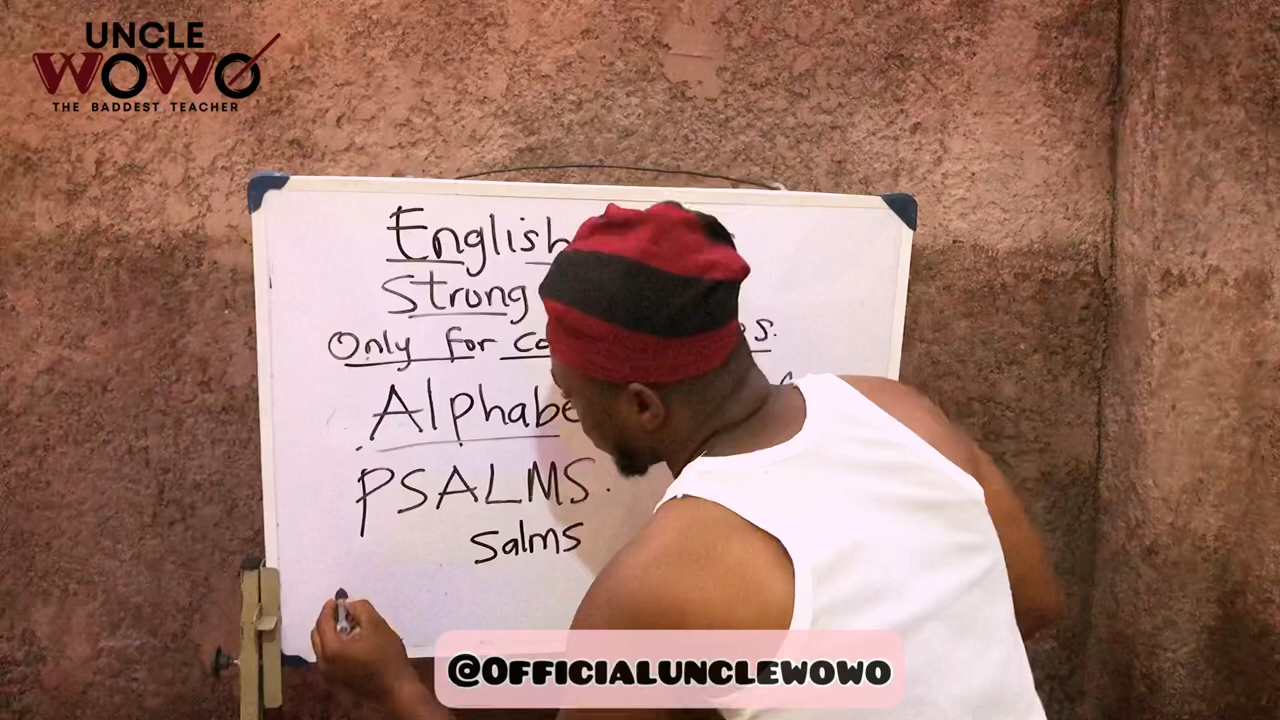 UNCLE
WOWO
THE BADDEST TEACHER
English
Strong
Only for
Alphabe
PSALMS.
Salms
@OFFICIALUNCLEWOWO